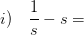 i) 1/s − s =